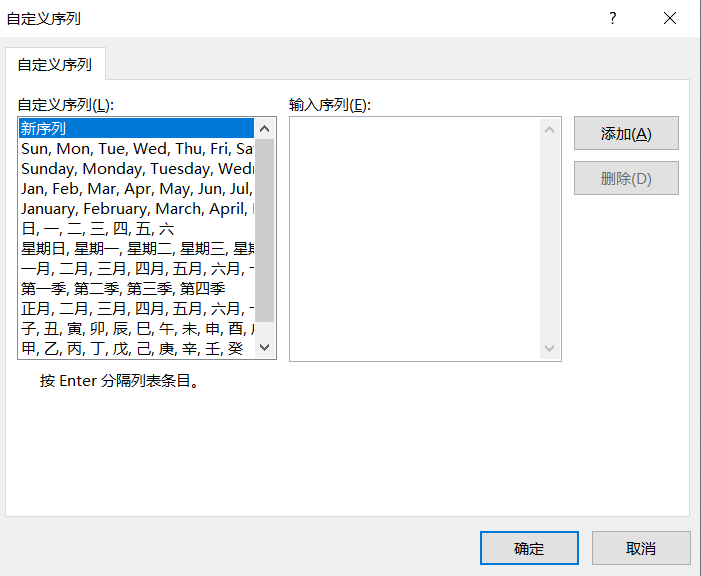 自定义序列
自定义序列
自定义序列(L):
输入序列(E):
新序列
Sun, Mon, Tue, Wed, Thu, Fri, Sa
Sunday, Monday, Tuesday, Wedn
Jan, Feb, Mar, Apr, May, Jun, Jul,
January, February, March, April,
日, 一, 二, 三, 四, 五, 六
星期日, 星期一, 星期二, 星期三,
一月, 二月, 三月, 四月, 五月, 六月,
第一季, 第二季, 第三季, 第四季
正月, 二月, 三月, 四月, 五月, 六月,
子, 丑, 寅, 卯, 辰, 巳, 午, 未, 申, 酉,
甲, 乙, 丙, 丁, 戊, 己, 庚, 辛, 壬, 癸
添加(A)
删除(D)
按 Enter 分隔列表条目。
确定
取消